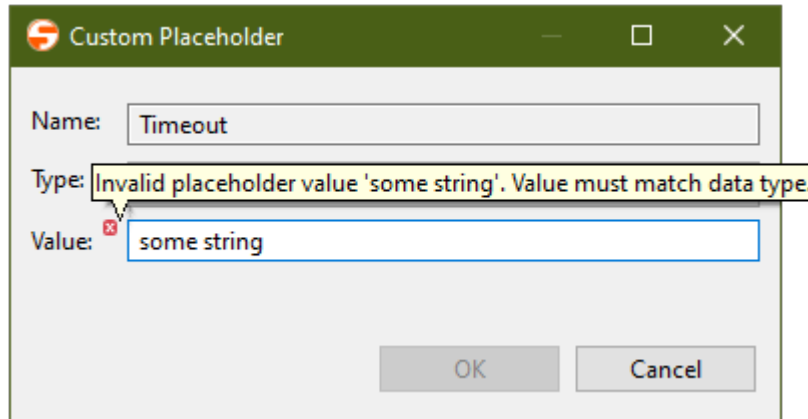 Custom Placeholder
Name: Timeout
Type: Invalid placeholder value 'some string'. Value must match data type
Value: some string
OK Cancel